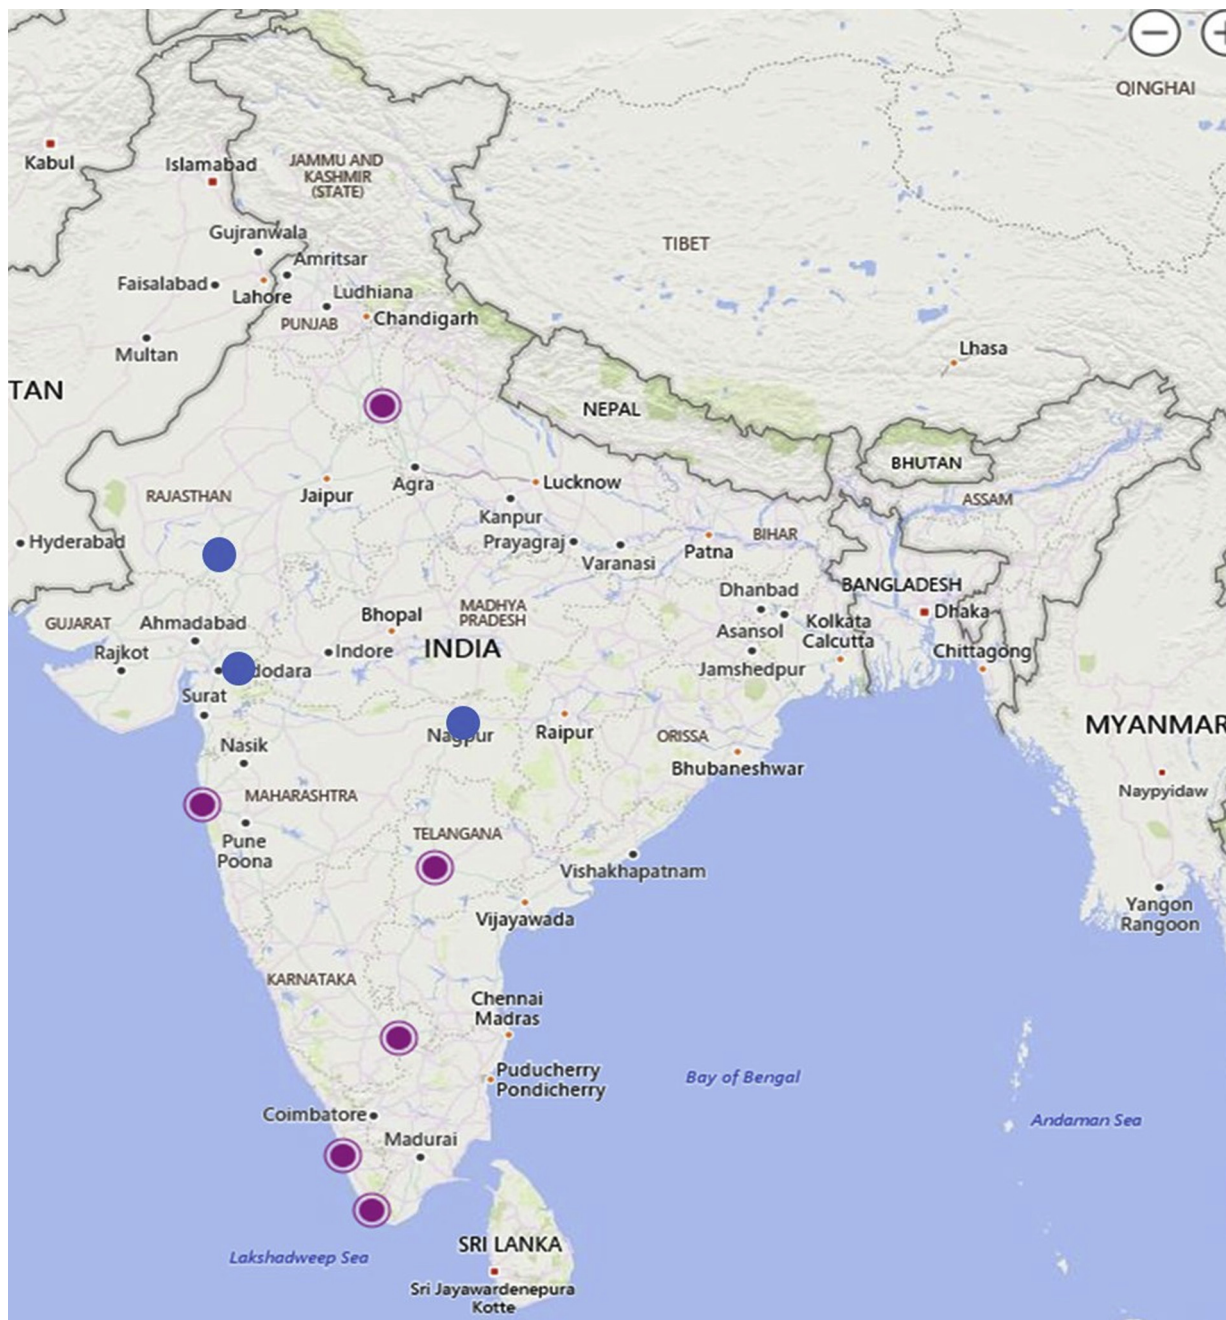 QINGHAI
Kabul
Islamabad
JAMMU AND
KASHMIR
(STATE)
Gujranwala
TIBET
Amritsar
Faisalabad
Lahore
Ludhiana
PUNJAB
Chandigarh
Multan
Lhasa
TAN
NEPAL
BHUTAN
Agra
Lucknow
RAJASTHAN
Jaipur
ASSAM
Kanpur
Hyderabad
Prayagraj
BIHAR
Patna
Varanasi
BANGLADESH
Dhanbad
MADHYA
PRADESH
Bhopal
Dhaka
GUJARAT
Ahmadabad
Kolkata
Calcutta
Asansol
INDIA
Indore
Rajkot
Chittagong
dodara
Jamshedpur
Surat
MYANMAR
Nagpur
Raipur
ORISSA
Nasik
Bhubaneshwar
Naypyidaw
MAHARASHTRA
TELANGANA
Pune
Poona
Vishakhapatnam
Yangon
Rangoon
Vijayawada
KARNATAKA
Chennai
Madras
Puducherry
Pondicherry
Bay of Bengal
Coimbatore
Andaman Sea
Madurai
SRI LANKA
Lakshadweep Sea
Sri Jayawardenepura
Kotte